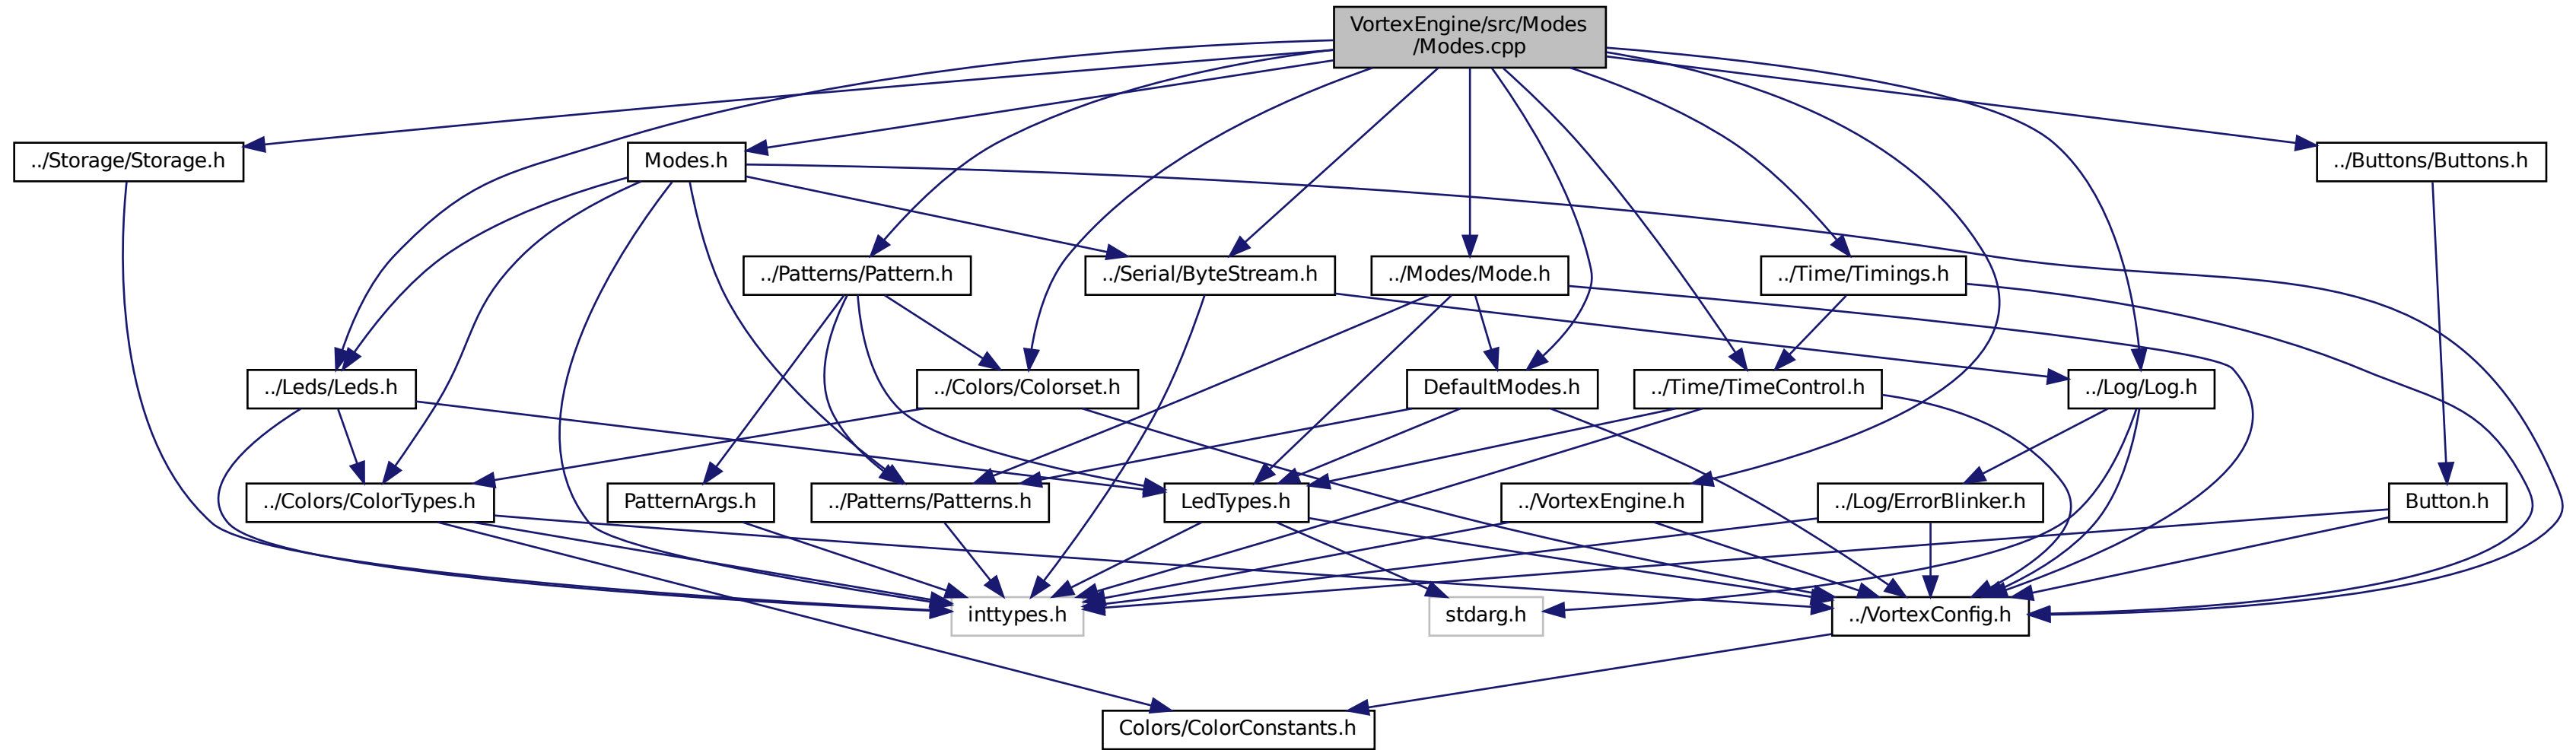 VortexEngine/src/Modes
/Modes.cpp
../Storage/Storage.h
Modes.h
../Buttons/Buttons.h
../Patterns/Pattern.h
../Serial/ByteStream.h
../Modes/Mode.h
../Time/Timings.h
../Leds/Leds.h
../Colors/Colorset.h
DefaultModes.h
../Time/TimeControl.h
../Log/Log.h
../Colors/ColorTypes.h
PatternArgs.h
../Patterns/Patterns.h
LedTypes.h
../VortexEngine.h
../Log/ErrorBlinker.h
Button.h
inttypes.h
stdarg.h
../VortexConfig.h
Colors/ColorConstants.h